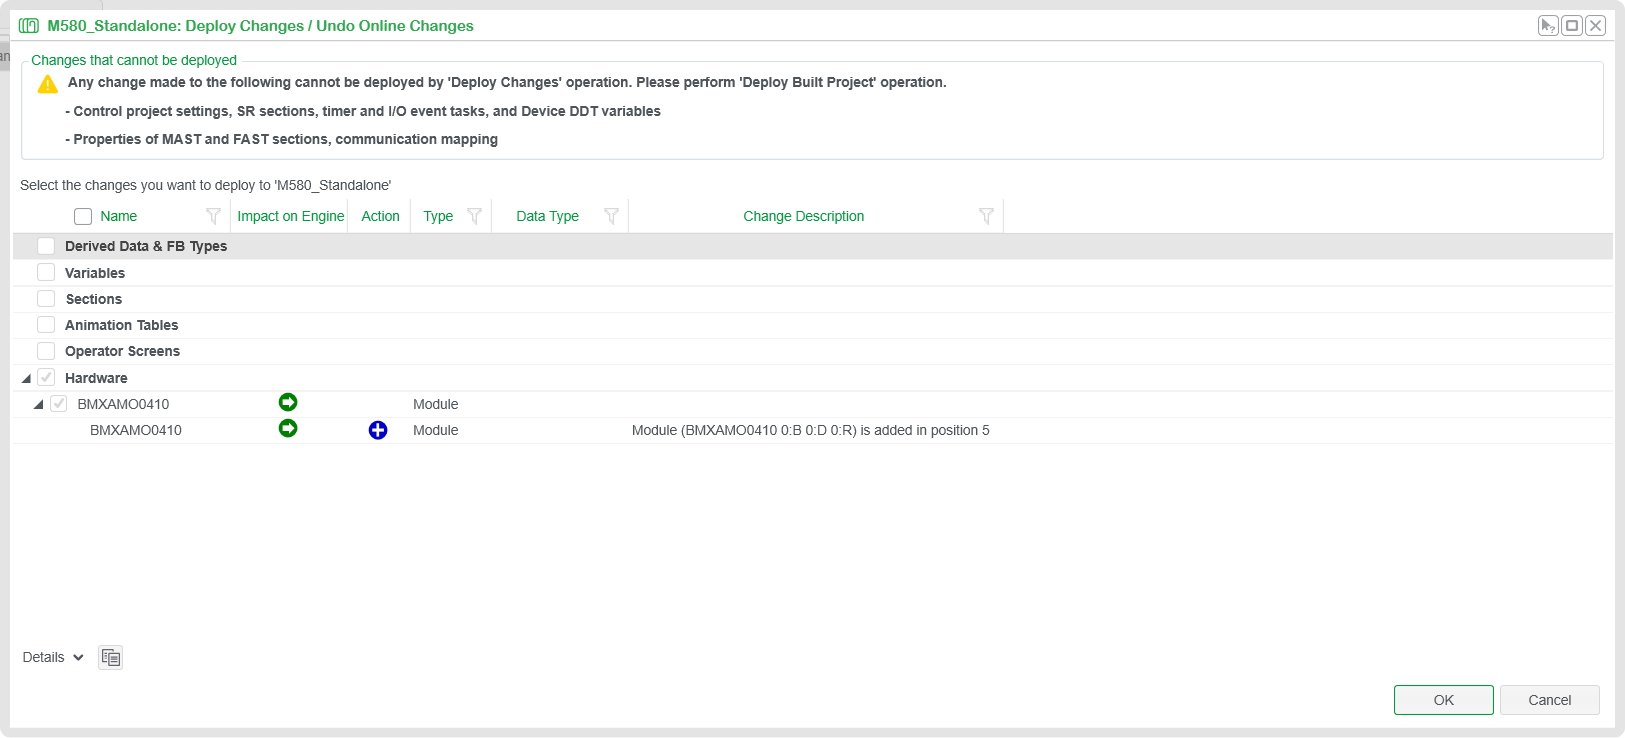 M580_Standalone: Deploy Changes / Undo Online Changes
Changes that cannot be deployed
Any change made to the following cannot be deployed by 'Deploy Changes' operation. Please perform 'Deploy Built Project' operation.
- Control project settings, SR sections, timer and I/O event tasks, and Device DDT variables
- Properties of MAST and FAST sections, communication mapping
Select the changes you want to deploy to 'M580_Standalone'
Name Impact on Engine Action Type Data Type Change Description
Derived Data & FB Types
Variables
Sections
Animation Tables
Operator Screens
Hardware
BMXAMO0410 Module
BMXAMO0410 Module Module (BMXAMO0410 0:B 0:D 0:R) is added in position 5
Details
OK Cancel